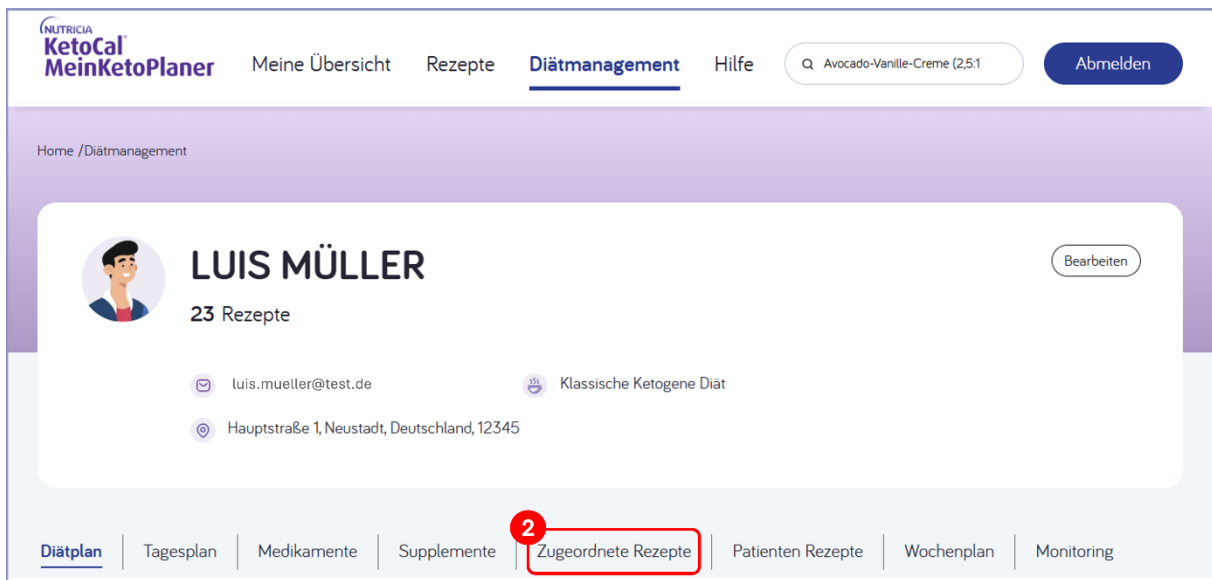 NUTRICIA
KetoCal®
MeinKetoPlaner
Meine Übersicht Rezepte Diätmanagement Hilfe Avocado-Vanille-Creme (2,5:1 Abmelden
Home /Diätmanagement
LUIS MÜLLER
Bearbeiten
23 Rezepte
luis.mueller@test.de Klassische Ketogene Diät
Hauptstraße 1, Neustadt, Deutschland, 12345
2
Diätplan Tagesplan Medikamente Supplemente Zugeordnete Rezepte Patienten Rezepte Wochenplan Monitoring